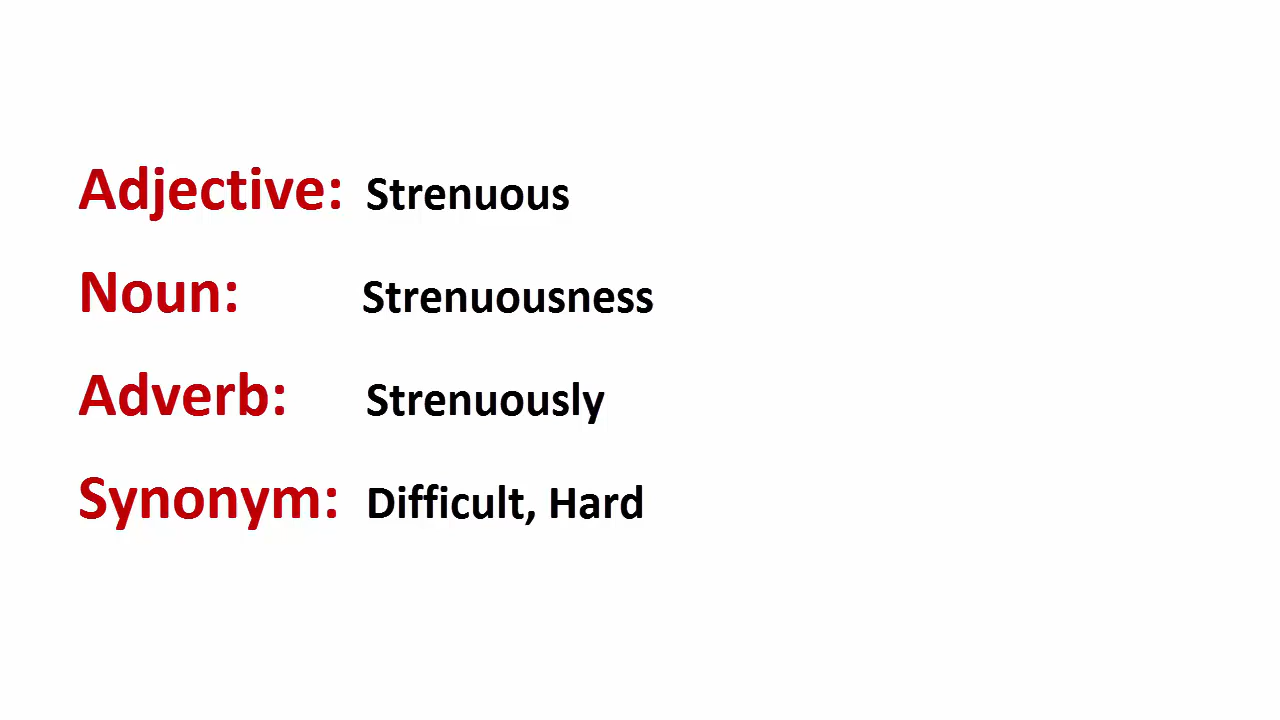 Adjective: Strenuous
Noun: Strenuousness
Adverb: Strenuously
Synonym: Difficult, Hard